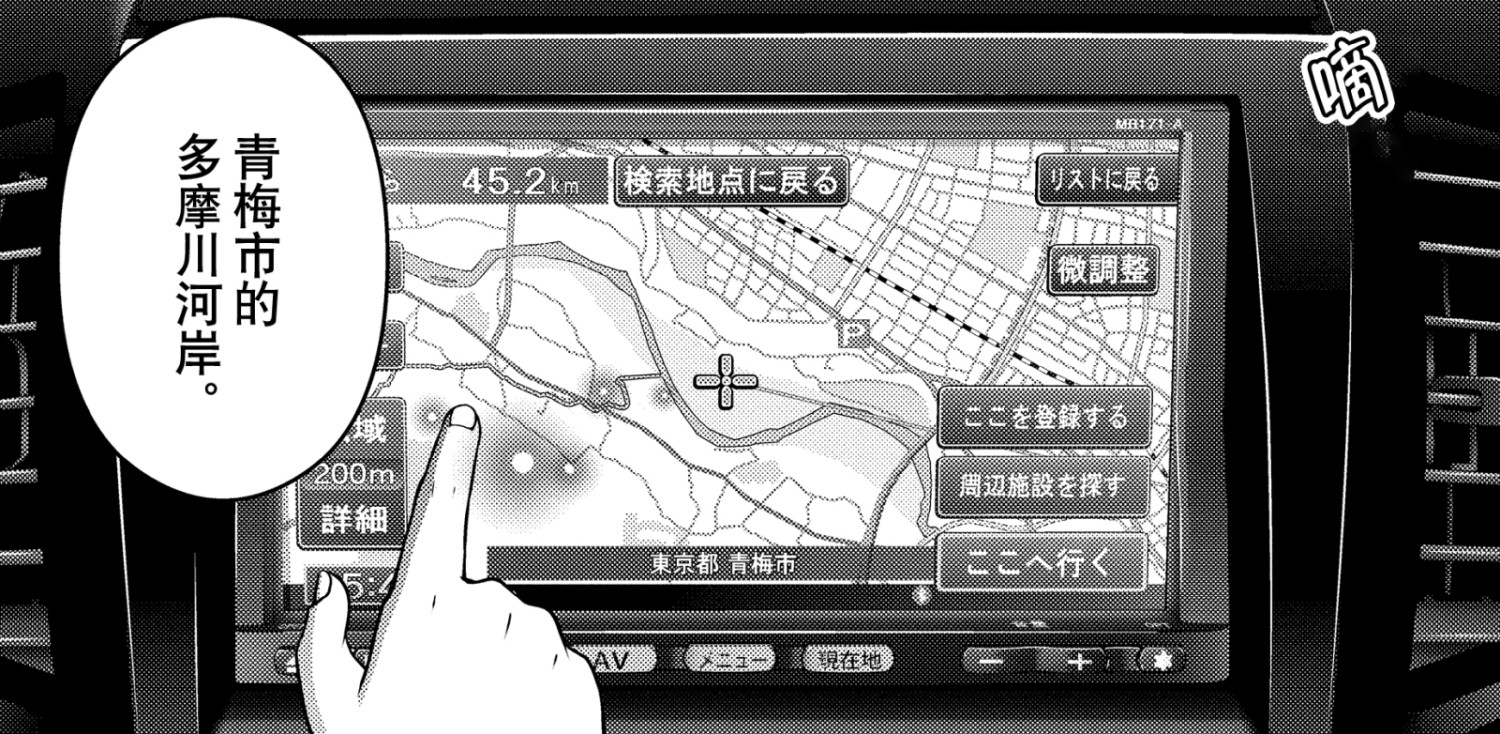 青梅市的
多摩川河岸。
嘀
MB171-A
45.2km
検索地点に戻る
リストに戻る
微調整
ここを登録する
周辺施設を探す
ここへ行く
域
200m
詳細
東京都 青梅市
P
5:4
AV
メニュー
現在地
− +